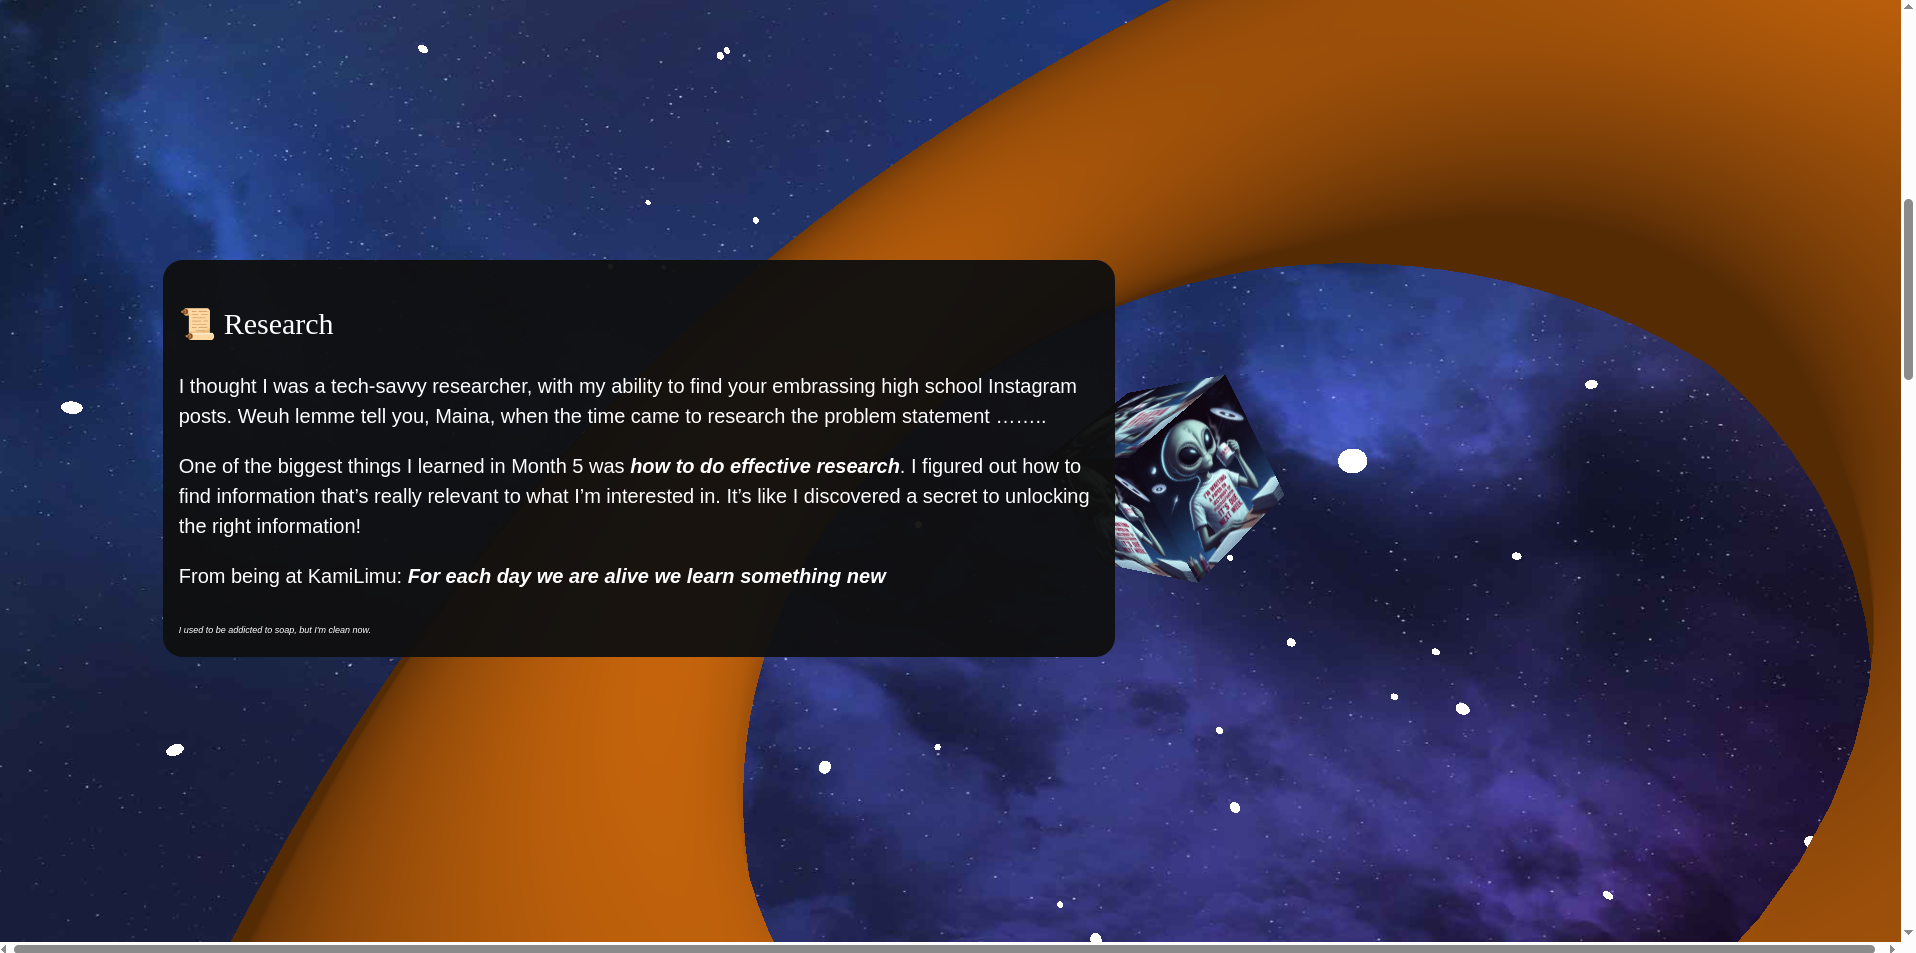 📜 Research
I thought I was a tech-savvy researcher, with my ability to find your embrassing high school Instagram
posts. Weuh lemme tell you, Maina, when the time came to research the problem statement ……..
One of the biggest things I learned in Month 5 was how to do effective research. I figured out how to
find information that’s really relevant to what I’m interested in. It’s like I discovered a secret to unlocking
the right information!
From being at KamiLimu: For each day we are alive we learn something new
I used to be addicted to soap, but I'm clean now.